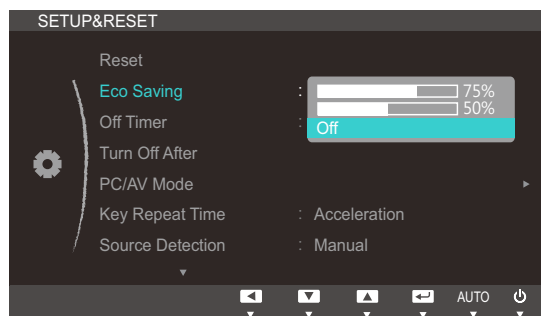 SETUP&RESET
Reset
Eco Saving : 75%
50%
Off Timer : Off
Turn Off After
PC/AV Mode
Key Repeat Time : Acceleration
Source Detection : Manual
AUTO